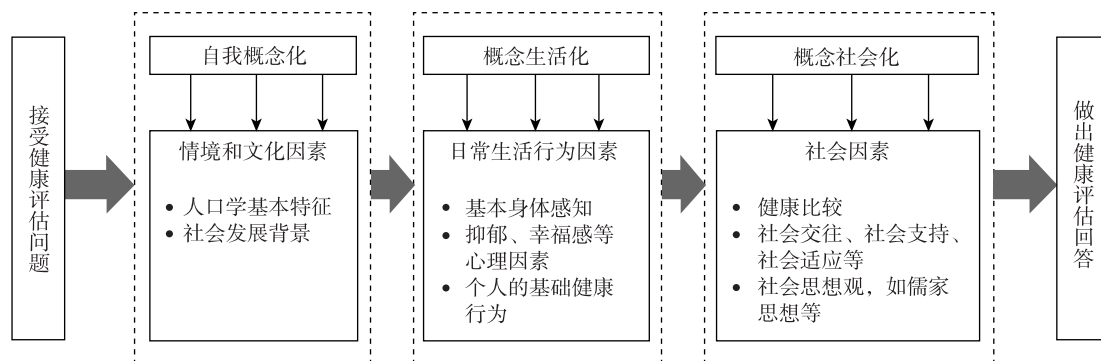 接受健康评估问题
自我概念化
情境和文化因素
• 人口学基本特征
• 社会发展背景
概念生活化
日常生活行为因素
• 基本身体感知
• 抑郁、幸福感等
心理因素
• 个人的基础健康
行为
概念社会化
社会因素
• 健康比较
• 社会交往、社会支持、
社会适应等
• 社会思想观，如儒家
思想等
做出健康评估回答